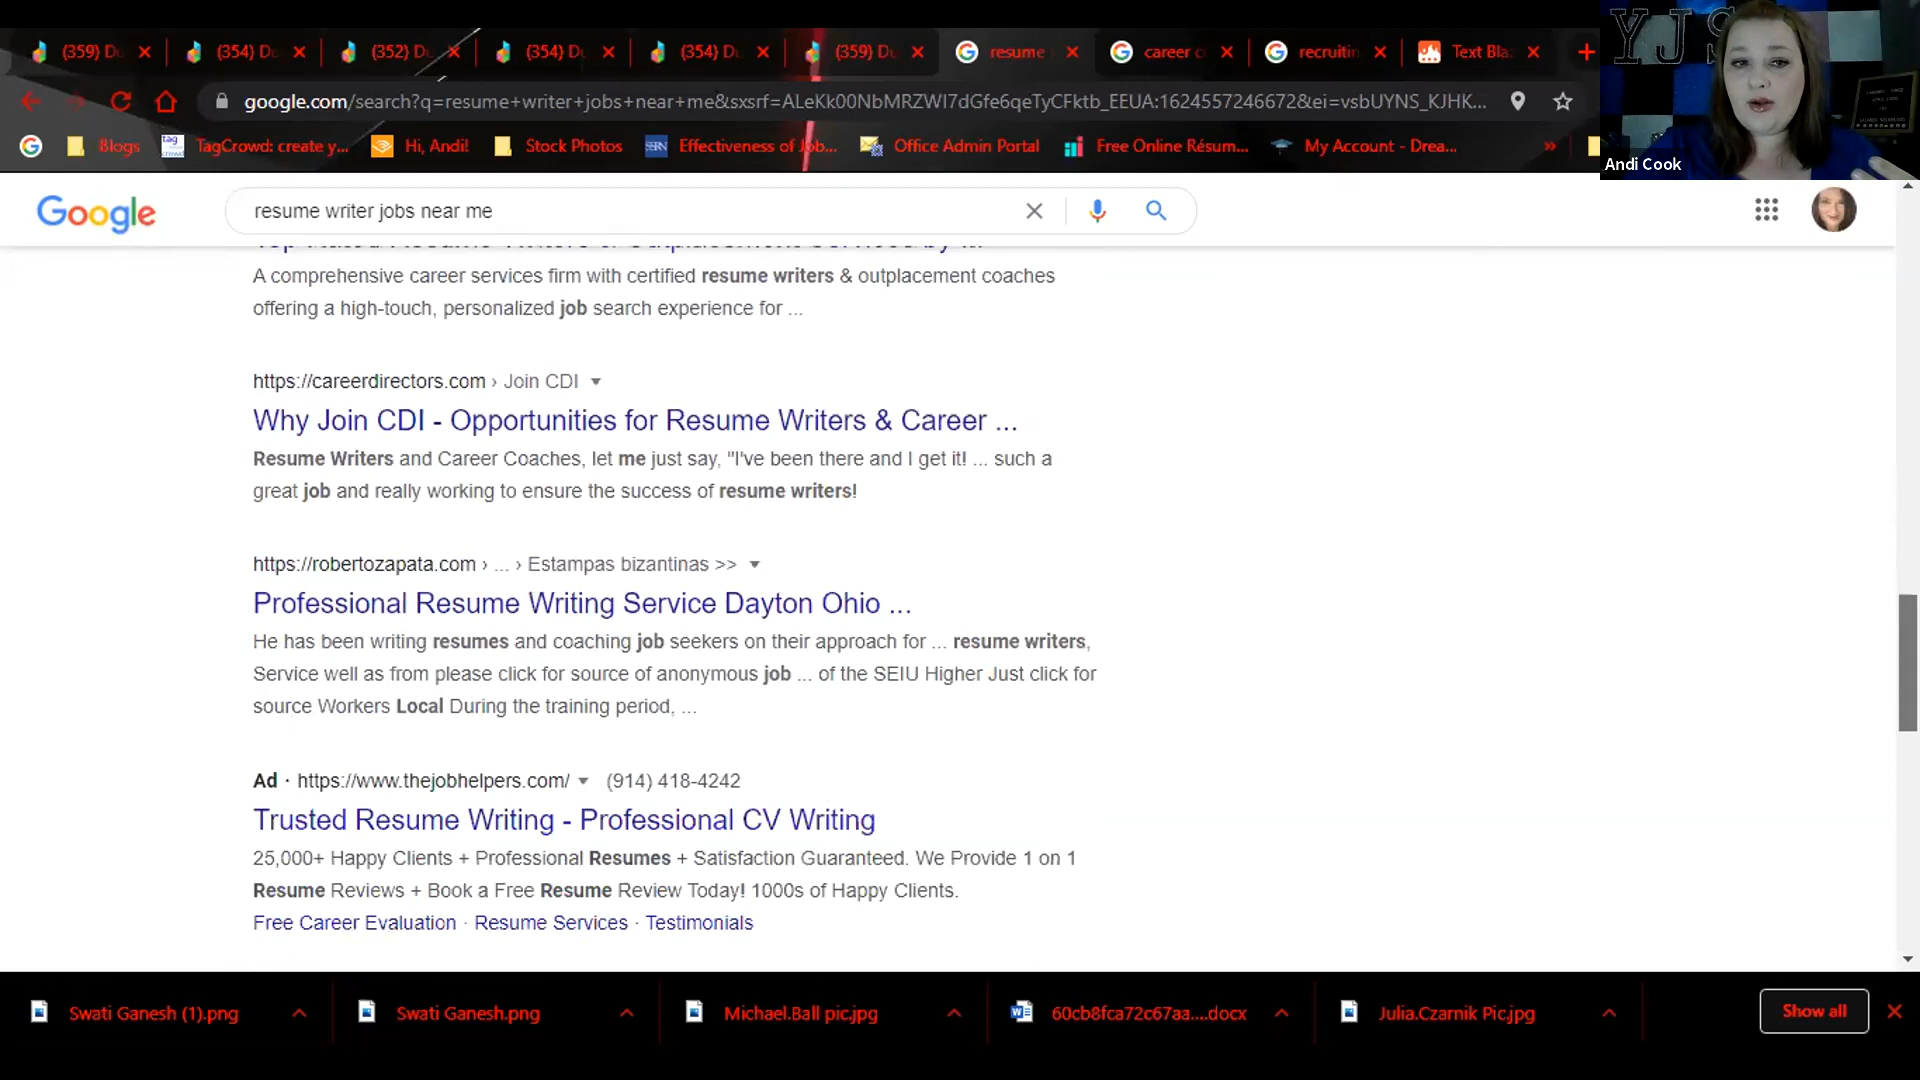 (359) Du
(354) Du
(352) Du
(354) Du
(354) Du
(359) Du
resume
career c
recruitin
Text Bla
google.com/search?q=resume+writer+jobs+near+me&sxsrf=ALeKk00NbMRZWI7dGfe6qeTyCFktb_EEUA:1624557246672&ei=vsbUYNS_KJHK...
Blogs
TagCrowd: create y...
Hi, Andi!
Stock Photos
SSRN
Effectiveness of Job...
Office Admin Portal
Free Online Résum...
My Account - Drea...
YJS
Andi Cook
Google
resume writer jobs near me
A comprehensive career services firm with certified resume writers & outplacement coaches
offering a high-touch, personalized job search experience for ...
https://careerdirectors.com › Join CDI
Why Join CDI - Opportunities for Resume Writers & Career ...
Resume Writers and Career Coaches, let me just say, "I've been there and I get it! ... such a
great job and really working to ensure the success of resume writers!
https://robertozapata.com › ... › Estampas bizantinas >>
Professional Resume Writing Service Dayton Ohio ...
He has been writing resumes and coaching job seekers on their approach for ... resume writers,
Service well as from please click for source of anonymous job ... of the SEIU Higher Just click for
source Workers Local During the training period, ...
Ad · https://www.thejobhelpers.com/ (914) 418-4242
Trusted Resume Writing - Professional CV Writing
25,000+ Happy Clients + Professional Resumes + Satisfaction Guaranteed. We Provide 1 on 1
Resume Reviews + Book a Free Resume Review Today! 1000s of Happy Clients.
Free Career Evaluation · Resume Services · Testimonials
Swati Ganesh (1).png
Swati Ganesh.png
Michael.Ball pic.jpg
60cb8fca72c67aa....docx
Julia.Czarnik Pic.jpg
Show all